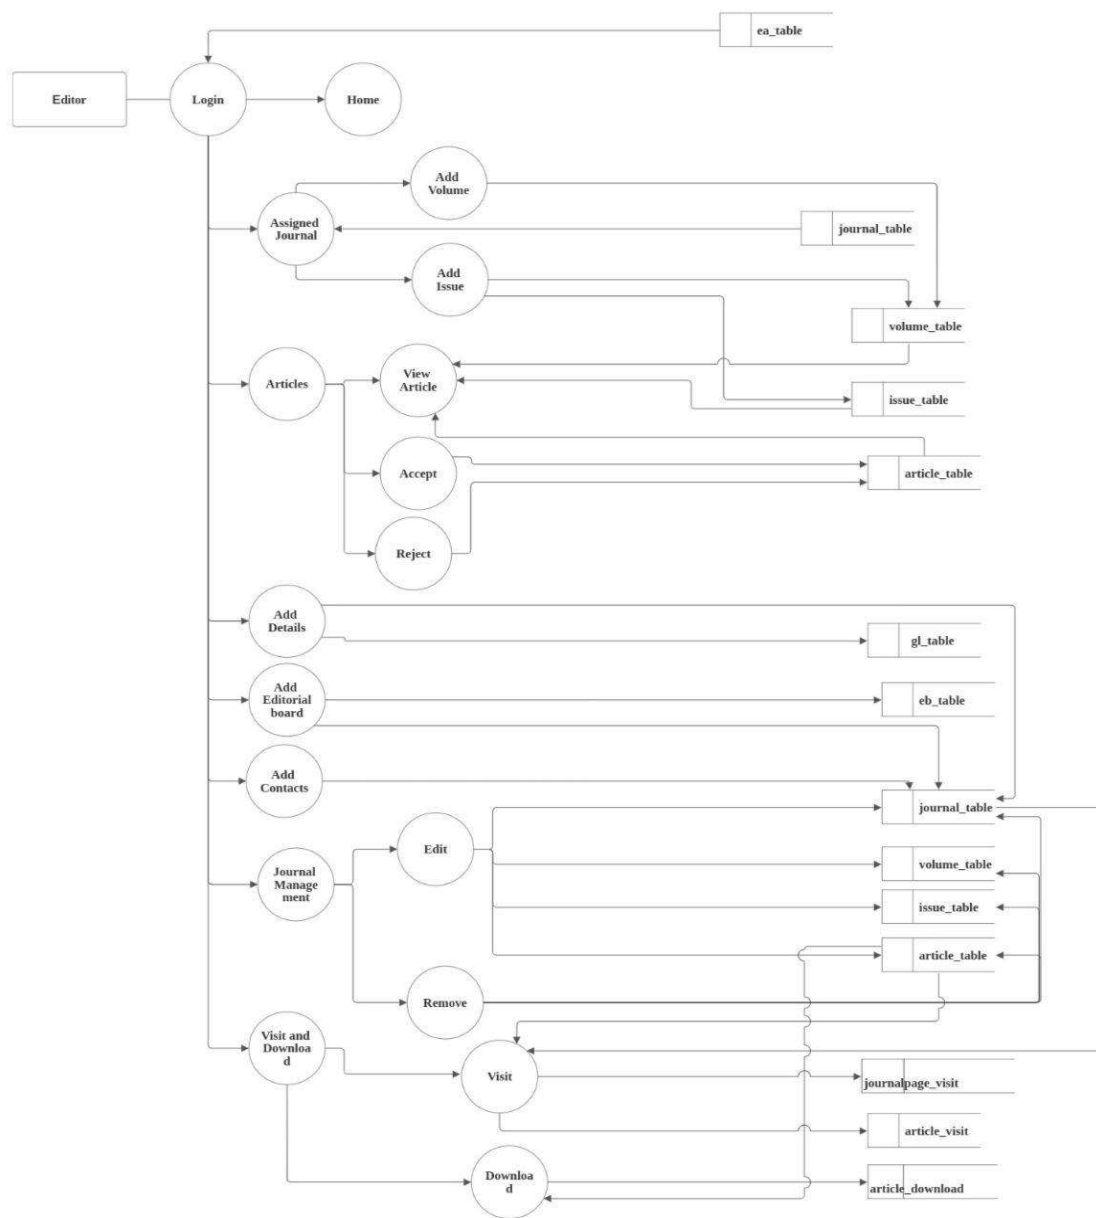 ea_table
Editor
Login
Home
Add
Volume
Assigned
Journal
journal_table
Add
Issue
volume_table
View
Article
Articles
issue_table
Accept
article_table
Reject
Add
Details
gl_table
Add
Editorial
board
eb_table
Add
Contacts
journal_table
Edit
volume_table
Journal
Manage
ment
issue_table
article_table
Remove
Visit and
Downloa
d
Visit
journalpage_visit
article_visit
Downloa
d
article_download